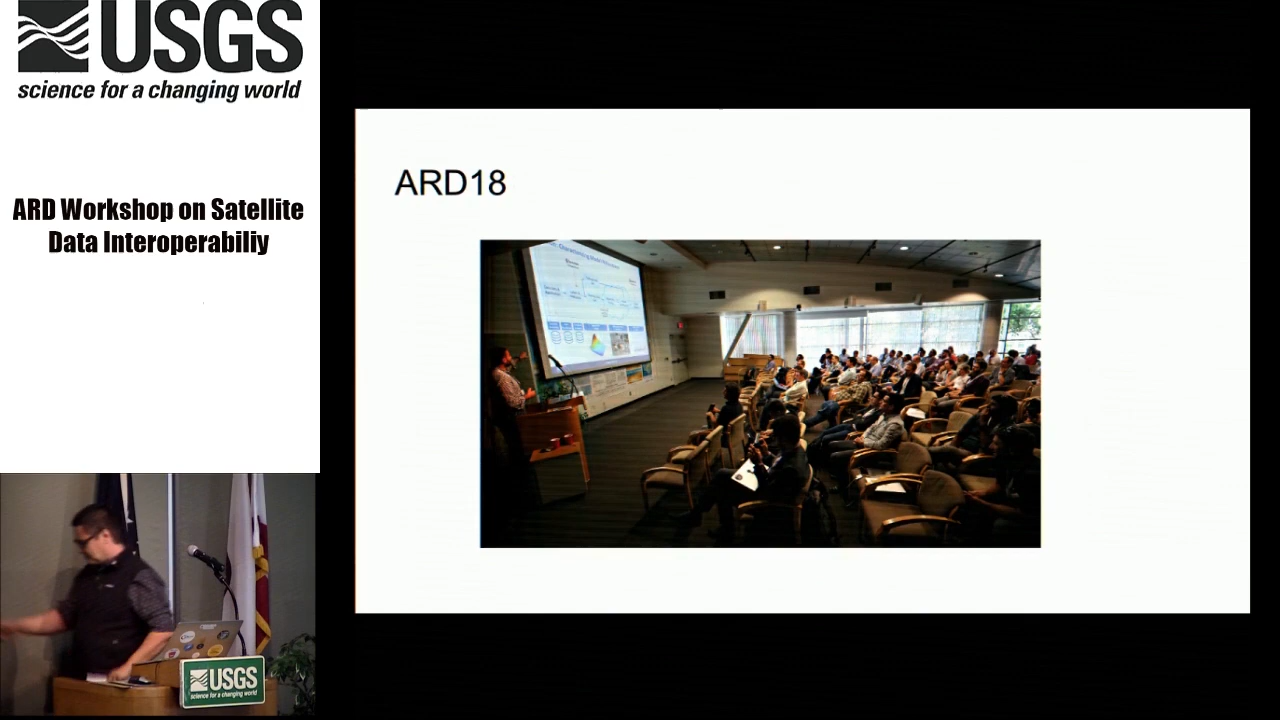 USGS
science for a changing world
ARD Workshop on Satellite
Data Interoperabiliy
ARD18
USGS
science for a changing world